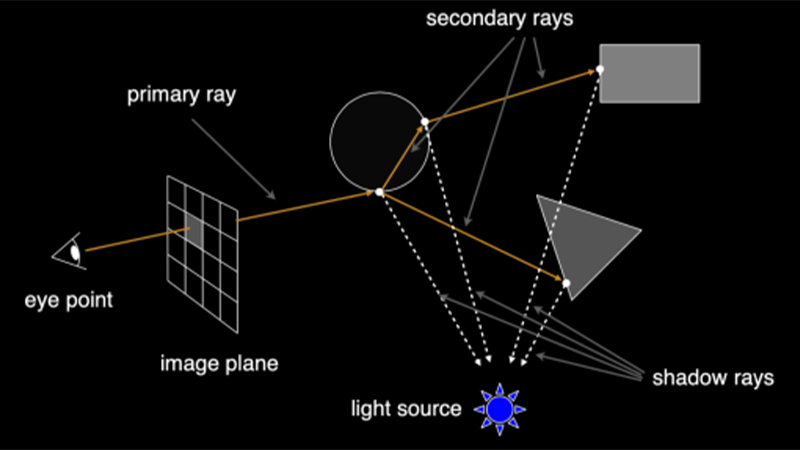 secondary rays
primary ray
eye point
image plane
shadow rays
light source